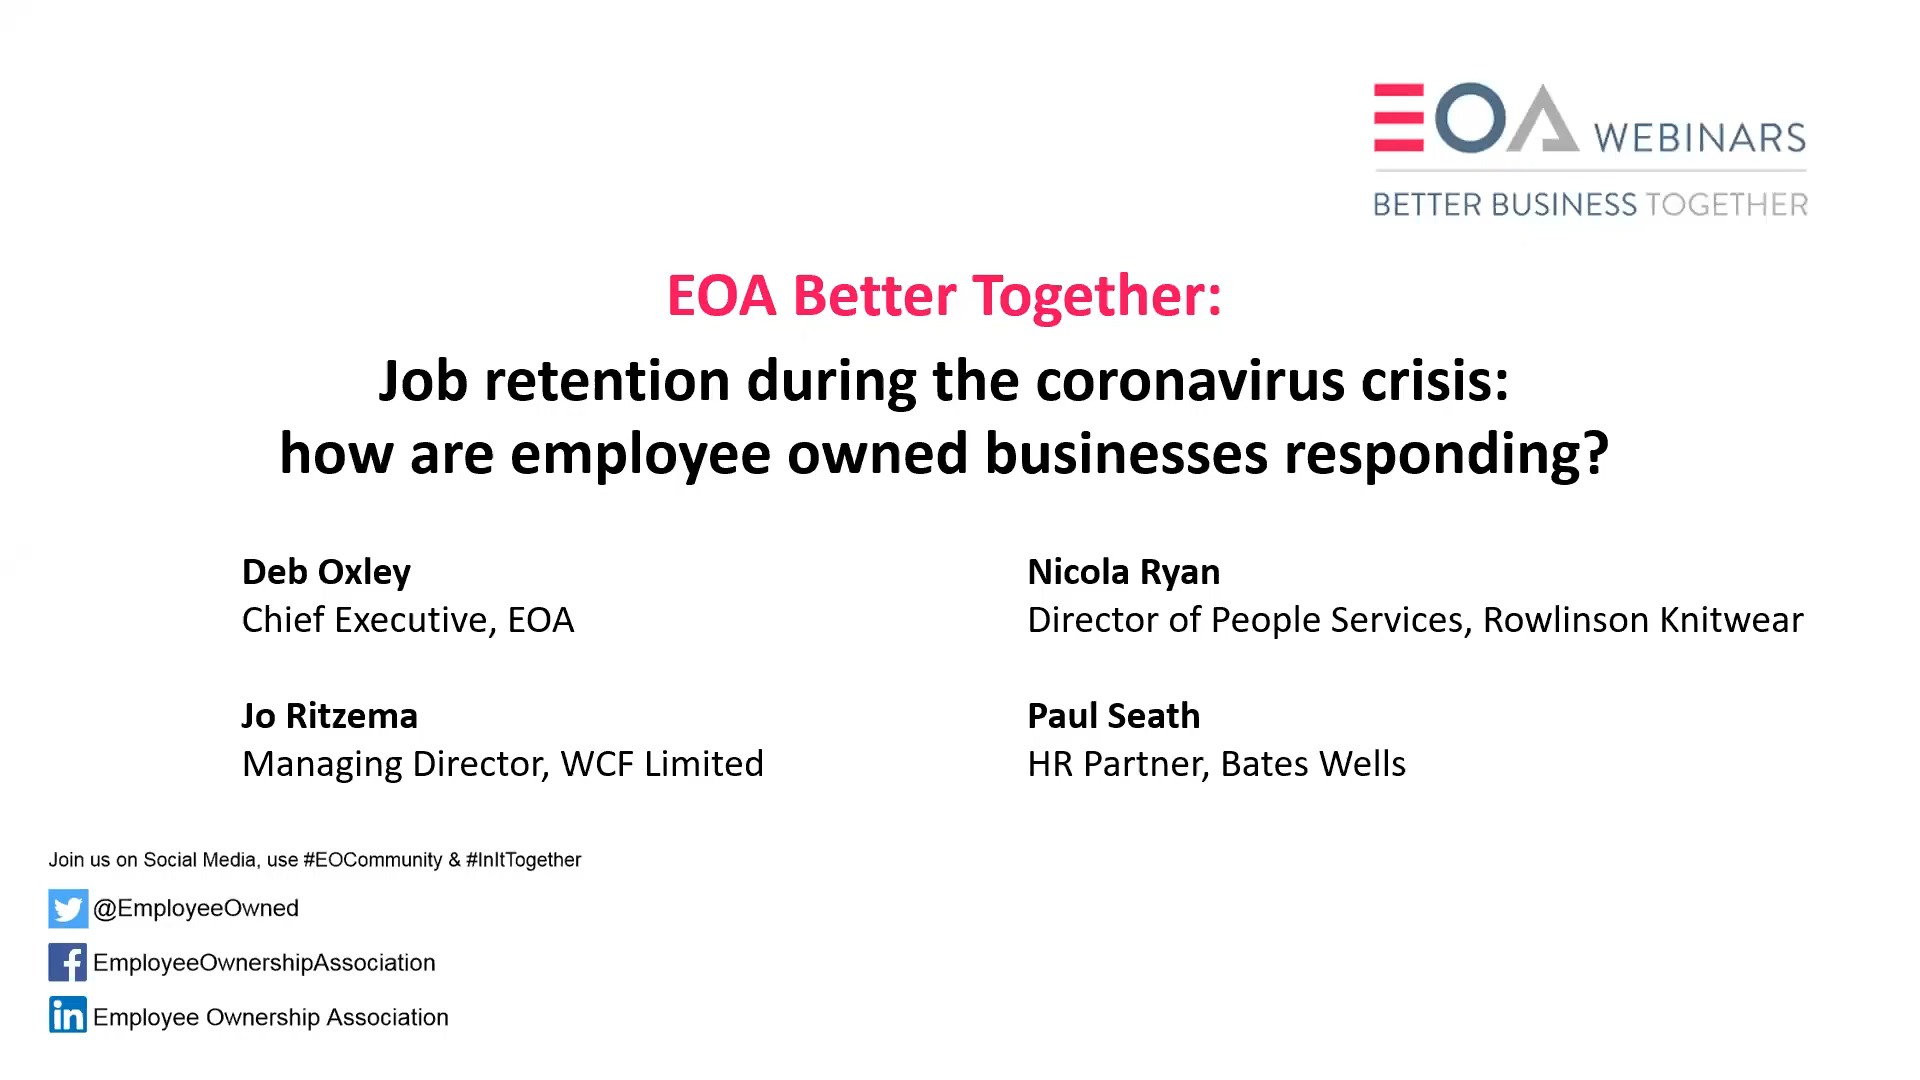 EOA WEBINARS
BETTER BUSINESS TOGETHER
EOA Better Together:
Job retention during the coronavirus crisis:
how are employee owned businesses responding?
Deb Oxley
Chief Executive, EOA
Nicola Ryan
Director of People Services, Rowlinson Knitwear
Jo Ritzema
Managing Director, WCF Limited
Paul Seath
HR Partner, Bates Wells
Join us on Social Media, use #EOCommunity & #InItTogether
@EmployeeOwned
EmployeeOwnershipAssociation
Employee Ownership Association